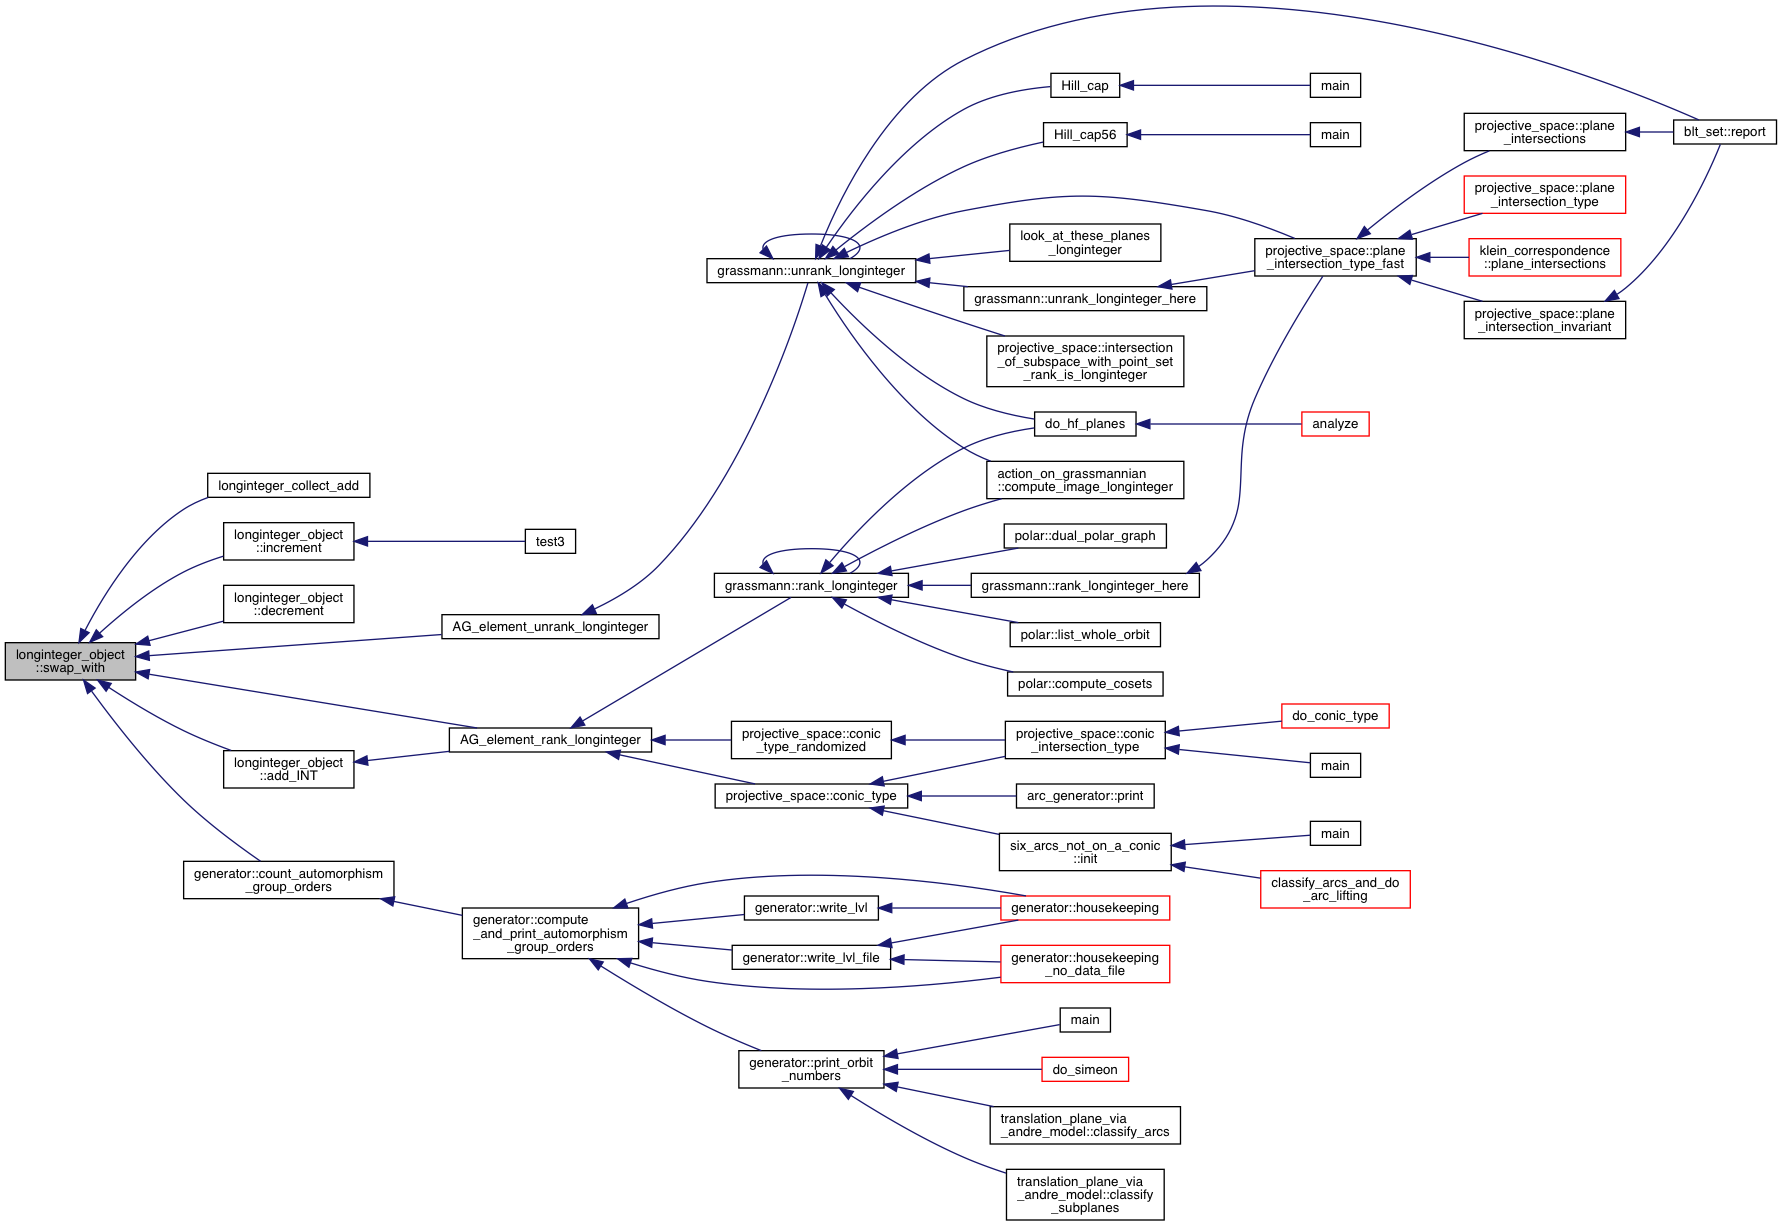 longinteger_object
::swap_with
longinteger_collect_add
longinteger_object
::increment
test3
longinteger_object
::decrement
AG_element_unrank_longinteger
grassmann::unrank_longinteger
Hill_cap
main
Hill_cap56
main
look_at_these_planes
_longinteger
grassmann::unrank_longinteger_here
projective_space::intersection
_of_subspace_with_point_set
_rank_is_longinteger
projective_space::plane
_intersection_type_fast
projective_space::plane
_intersections
blt_set::report
projective_space::plane
_intersection_type
klein_correspondence
::plane_intersections
projective_space::plane
_intersection_invariant
do_hf_planes
analyze
action_on_grassmannian
::compute_image_longinteger
polar::dual_polar_graph
grassmann::rank_longinteger
grassmann::rank_longinteger_here
polar::list_whole_orbit
polar::compute_cosets
AG_element_rank_longinteger
longinteger_object
::add_INT
projective_space::conic
_type_randomized
projective_space::conic
_intersection_type
do_conic_type
main
projective_space::conic_type
arc_generator::print
six_arcs_not_on_a_conic
::init
main
classify_arcs_and_do
_arc_lifting
generator::count_automorphism
_group_orders
generator::compute
_and_print_automorphism
_group_orders
generator::write_lvl
generator::housekeeping
generator::write_lvl_file
generator::housekeeping
_no_data_file
generator::print_orbit
_numbers
main
do_simeon
translation_plane_via
_andre_model::classify_arcs
translation_plane_via
_andre_model::classify
_subplanes